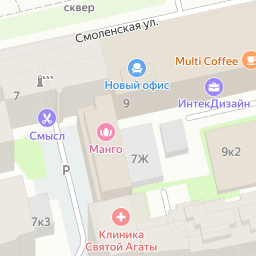 сквер
Смоленская ул.
Multi Coffee
Новый офис
7
9
ИнтекДизайн
Смысл
Манго
7Ж
9к2
P
7к3
Клиника
Святой Агаты